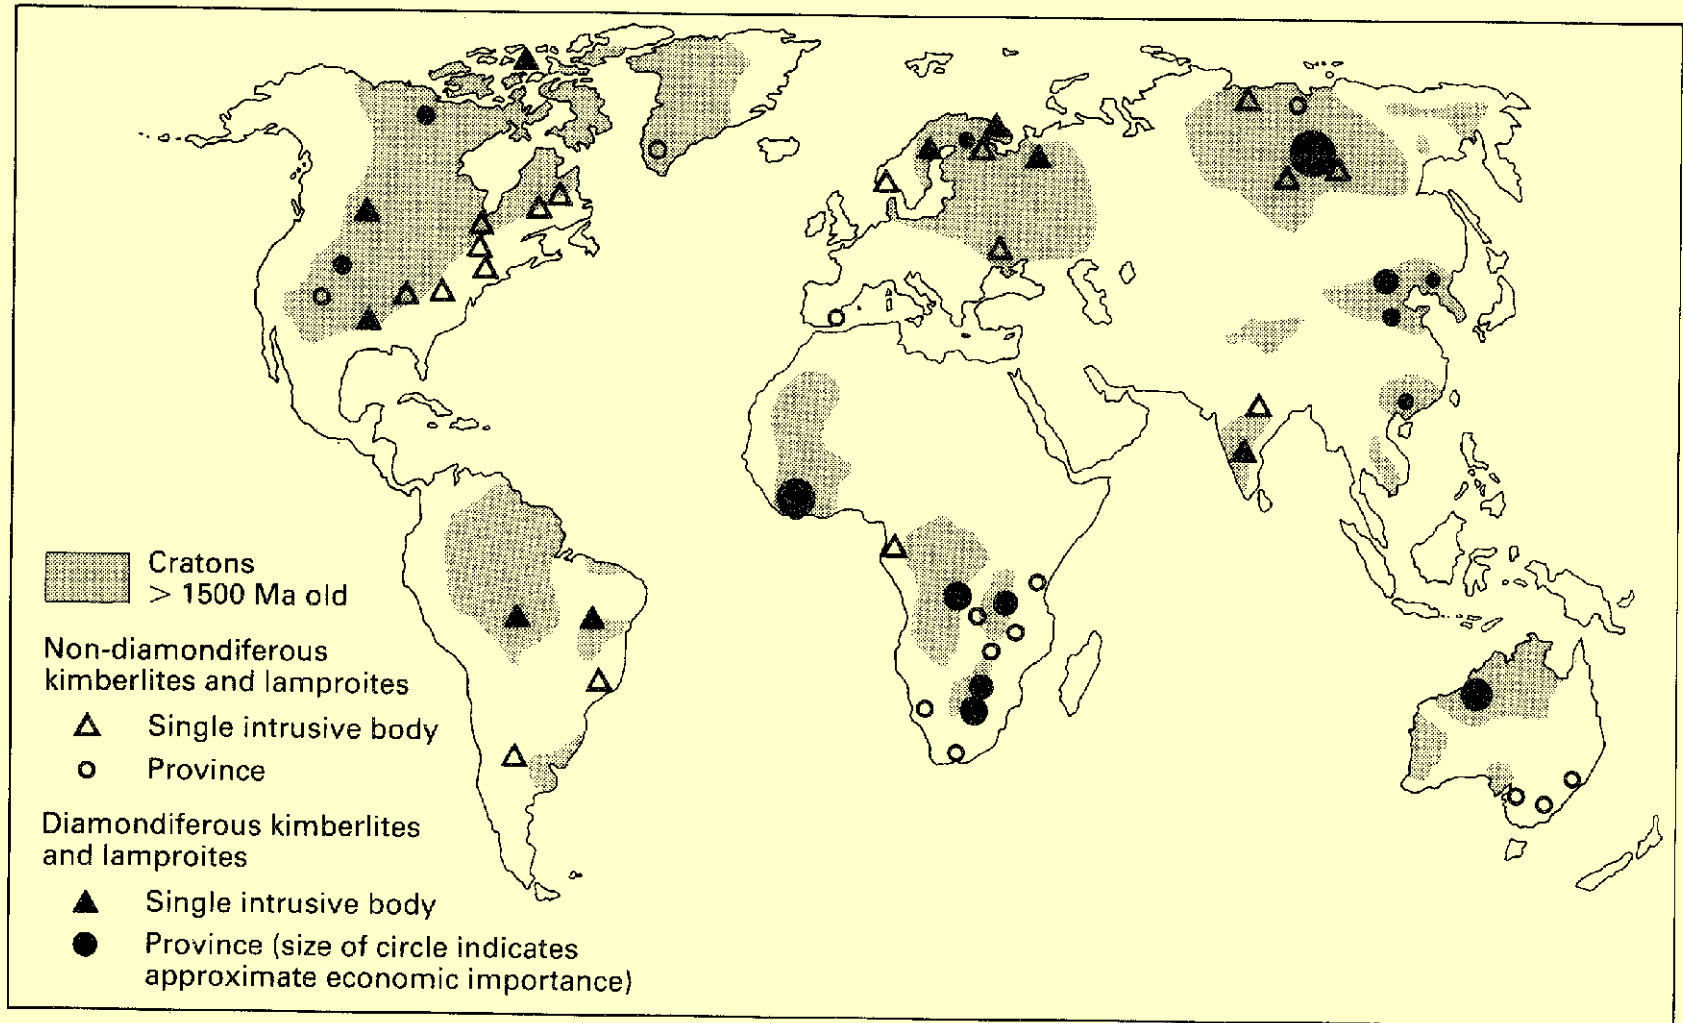 Cratons
> 1500 Ma old
Non-diamondiferous
kimberlites and lamproites
Single intrusive body
Province
Diamondiferous kimberlites
and lamproites
Single intrusive body
Province (size of circle indicates
approximate economic importance)